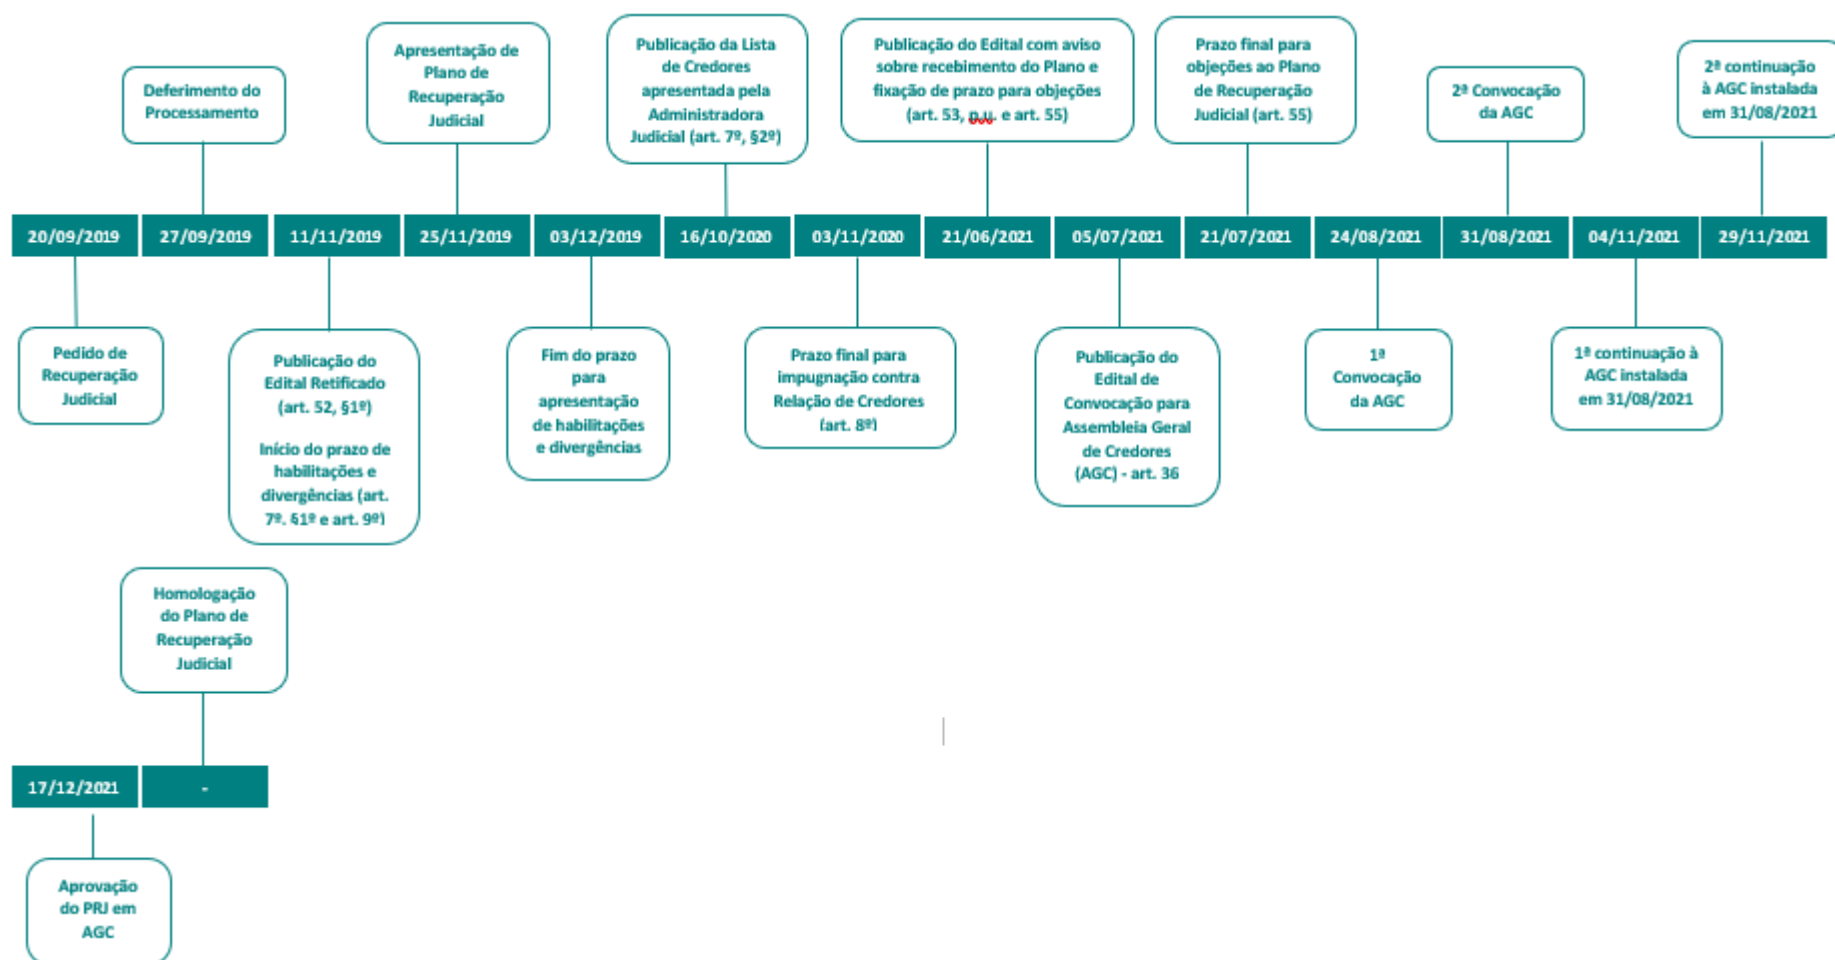 Deferimento do
Processamento
Apresentação de
Plano de
Recuperação
Judicial
Publicação da Lista
de Credores
apresentada pela
Administradora
Judicial (art. 7º, §2º)
Publicação do Edital com aviso
sobre recebimento do Plano e
fixação de prazo para objeções
(art. 53, p.u. e art. 55)
Prazo final para
objeções ao Plano
de Recuperação
Judicial (art. 55)
2ª Convocação
da AGC
2ª continuação
à AGC instalada
em 31/08/2021
20/09/2019 27/09/2019 11/11/2019 25/11/2019 03/12/2019 16/10/2020 03/11/2020 21/06/2021 05/07/2021 21/07/2021 24/08/2021 31/08/2021 04/11/2021 29/11/2021
Pedido de
Recuperação
Judicial
Publicação do
Edital Retificado
(art. 52, §1º)
Início do prazo de
habilitações e
divergências (art.
7º, §1º e art. 9º)
Fim do prazo
para
apresentação
de habilitações
e divergências
Prazo final para
impugnação contra
Relação de Credores
(art. 8º)
Publicação do
Edital de
Convocação para
Assembleia Geral
de Credores
(AGC) - art. 36
1ª
Convocação
da AGC
1ª continuação à
AGC instalada
em 31/08/2021
Homologação
do Plano de
Recuperação
Judicial
17/12/2021 -
Aprovação
do PRJ em
AGC